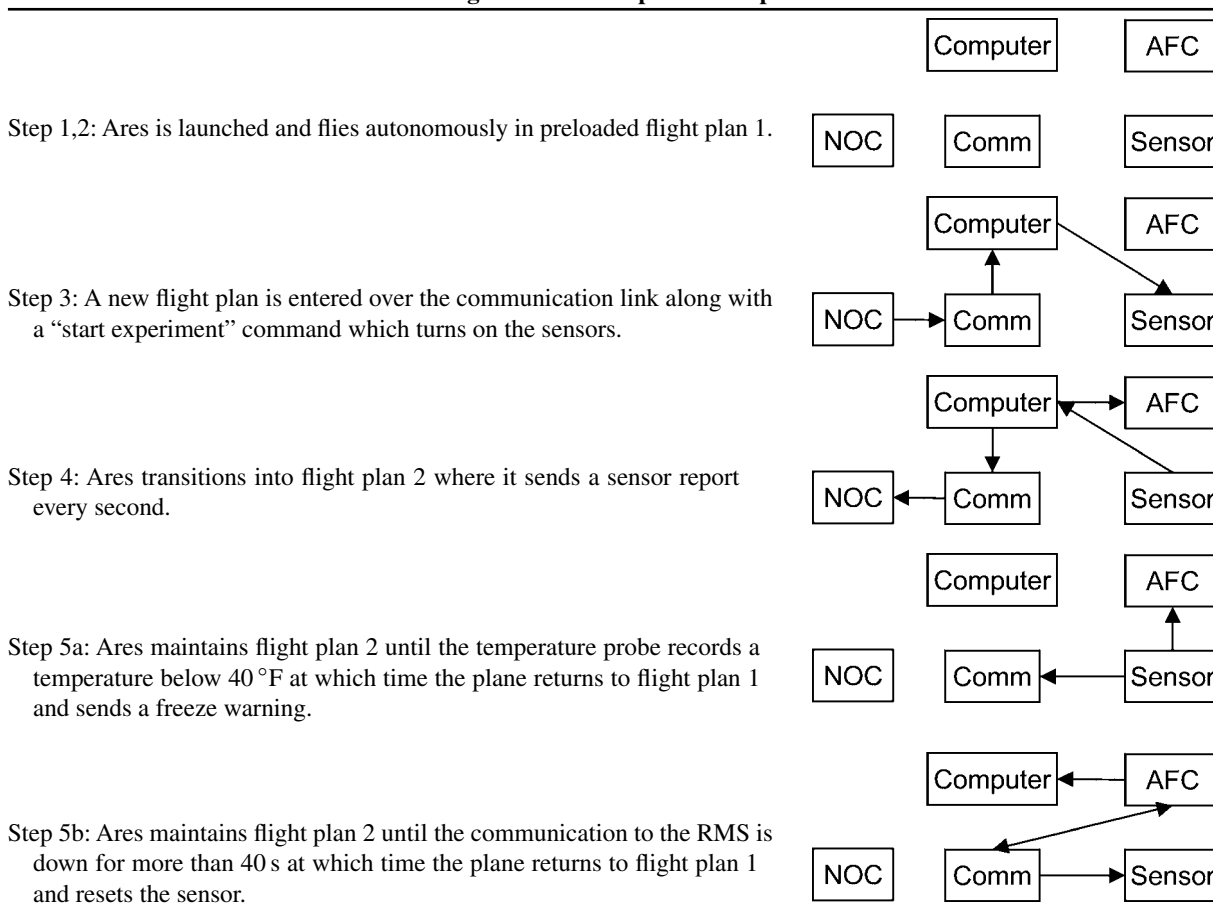 Computer AFC
Step 1,2: Ares is launched and flies autonomously in preloaded flight plan 1.
NOC Comm Sensor
Computer AFC
Step 3: A new flight plan is entered over the communication link along with
a “start experiment” command which turns on the sensors.
NOC Comm Sensor
Computer AFC
Step 4: Ares transitions into flight plan 2 where it sends a sensor report
every second.
NOC Comm Sensor
Computer AFC
Step 5a: Ares maintains flight plan 2 until the temperature probe records a
temperature below 40 °F at which time the plane returns to flight plan 1
and sends a freeze warning.
NOC Comm Sensor
Computer AFC
Step 5b: Ares maintains flight plan 2 until the communication to the RMS is
down for more than 40 s at which time the plane returns to flight plan 1
and resets the sensor.
NOC Comm Sensor